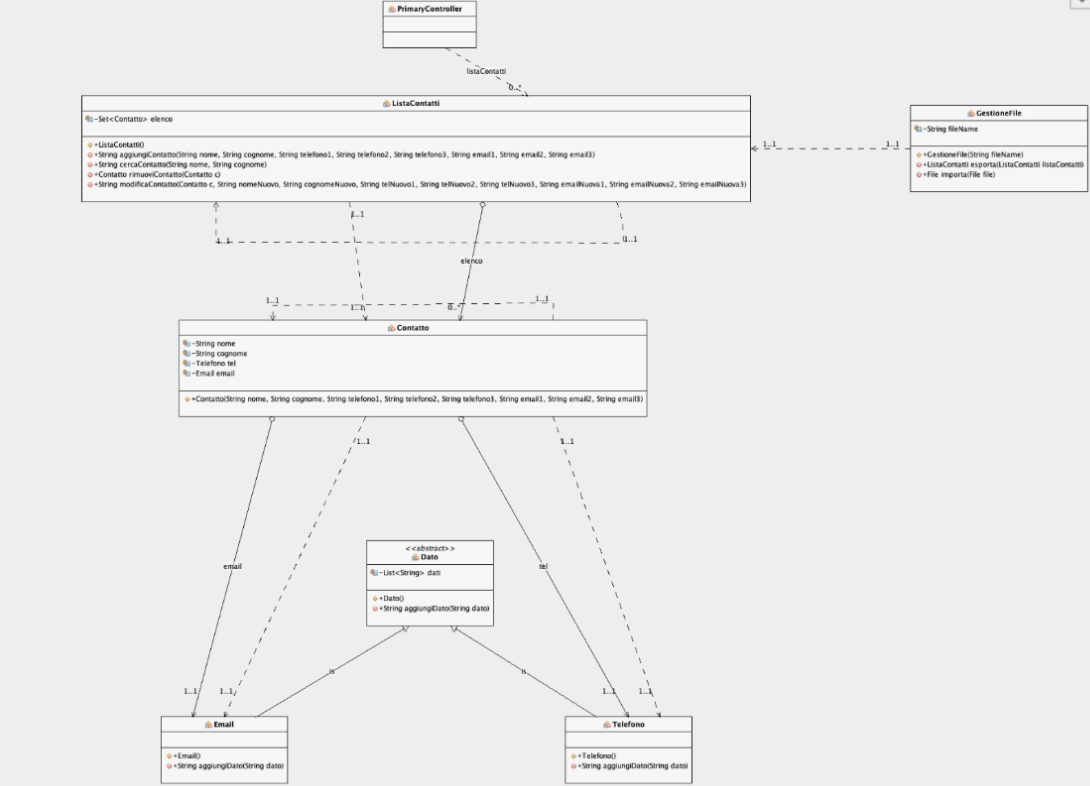 PrimaryController
listaContatti
0..*
ListaContatti
-Set<Contatto> elenco
+ListaContatti()
+String aggiungiContatto(String nome, String cognome, String telefono1, String telefono2, String telefono3, String email1, String email2, String email3)
+String cercaContatto(String nome, String cognome)
+Contatto rimuoviContatto(Contatto c)
+String modificaContatto(Contatto c, String nomeNuovo, String cognomeNuovo, String telNuovo1, String telNuovo2, String telNuovo3, String emailNuova1, String emailNuova2, String emailNuova3)
1..1
1..1
GestioneFile
-String fileName
+GestioneFile(String fileName)
+ListaContatti esporta(ListaContatti listaContatti)
+File importa(File file)
1..1
1..1
1..1
elenco
1..1
1..1
1..1
0..*
Contatto
-String nome
-String cognome
-Telefono tel
-Email email
+Contatto(String nome, String cognome, String telefono1, String telefono2, String telefono3, String email1, String email2, String email3)
1..1
1..1
email
tel
<<abstract>>
Dato
-List<String> dati
+Dato()
+String aggiungiDato(String dato)
is
is
1..1
1..1
1..1
1..1
Email
+Email()
+String aggiungiDato(String dato)
Telefono
+Telefono()
+String aggiungiDato(String dato)